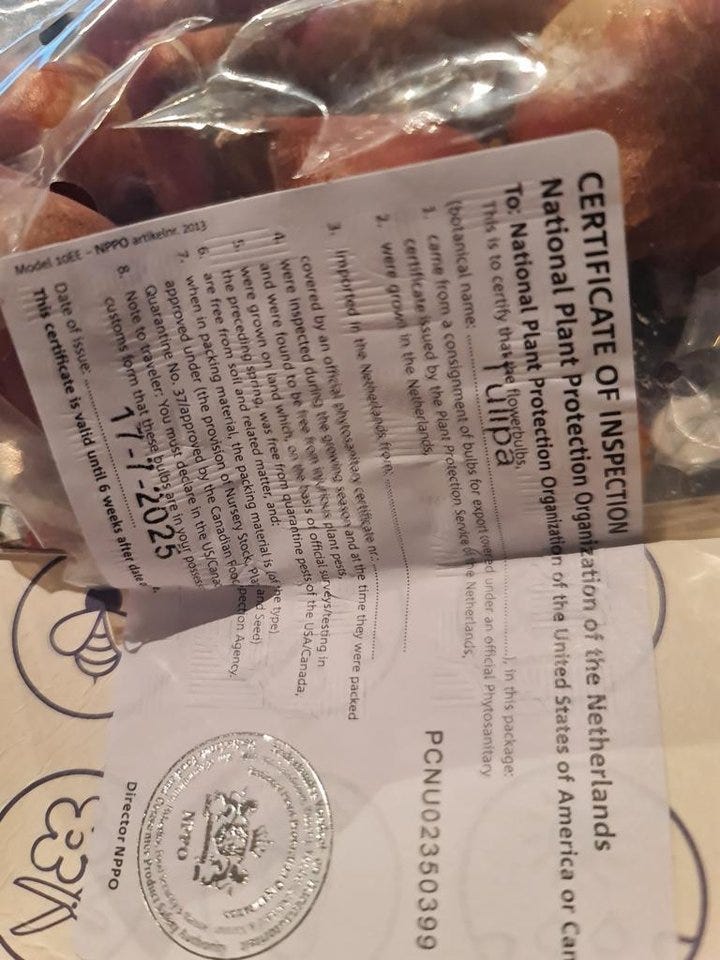 CERTIFICATE OF INSPECTION
National Plant Protection Organization of the Netherlands
To: National Plant Protection Organization of the United States of America or Can
This is to certify that the flowerbulbs,
(botanical name: Tulipa ), in this package:
1. came from a consignment of bulbs for export covered under an official Phytosanitary
certificate issued by the Plant Protection Service of the Netherlands,
2. were grown in the Netherlands,
3. imported in the Netherlands from:
covered by an official phytosanitary certificate nr.:
4. were inspected during the growing season and at the time they were packed
and were found to be free from injurious plant pests,
5. were grown on land which, on the basis of official surveys/testing in
the preceding spring, was free from quarantine pests of the USA/Canada,
6. are free from soil and related matter, and:
7. when in packing material, the packing material is (of the type)
approved under (the provision of Nursery Stock, Pla and Seed)
Quarantine No. 37/approved by the Canadian Food pection Agency.
8. Note to traveler: You must declare in the US/Cana
customs form that these bulbs are in your possess
Date of issue: 17-7-2025
This certificate is valid until 6 weeks after date
Model 10EE - NPPO artikelnr. 2013
PCNU02350399
NPPO
Director NPPO